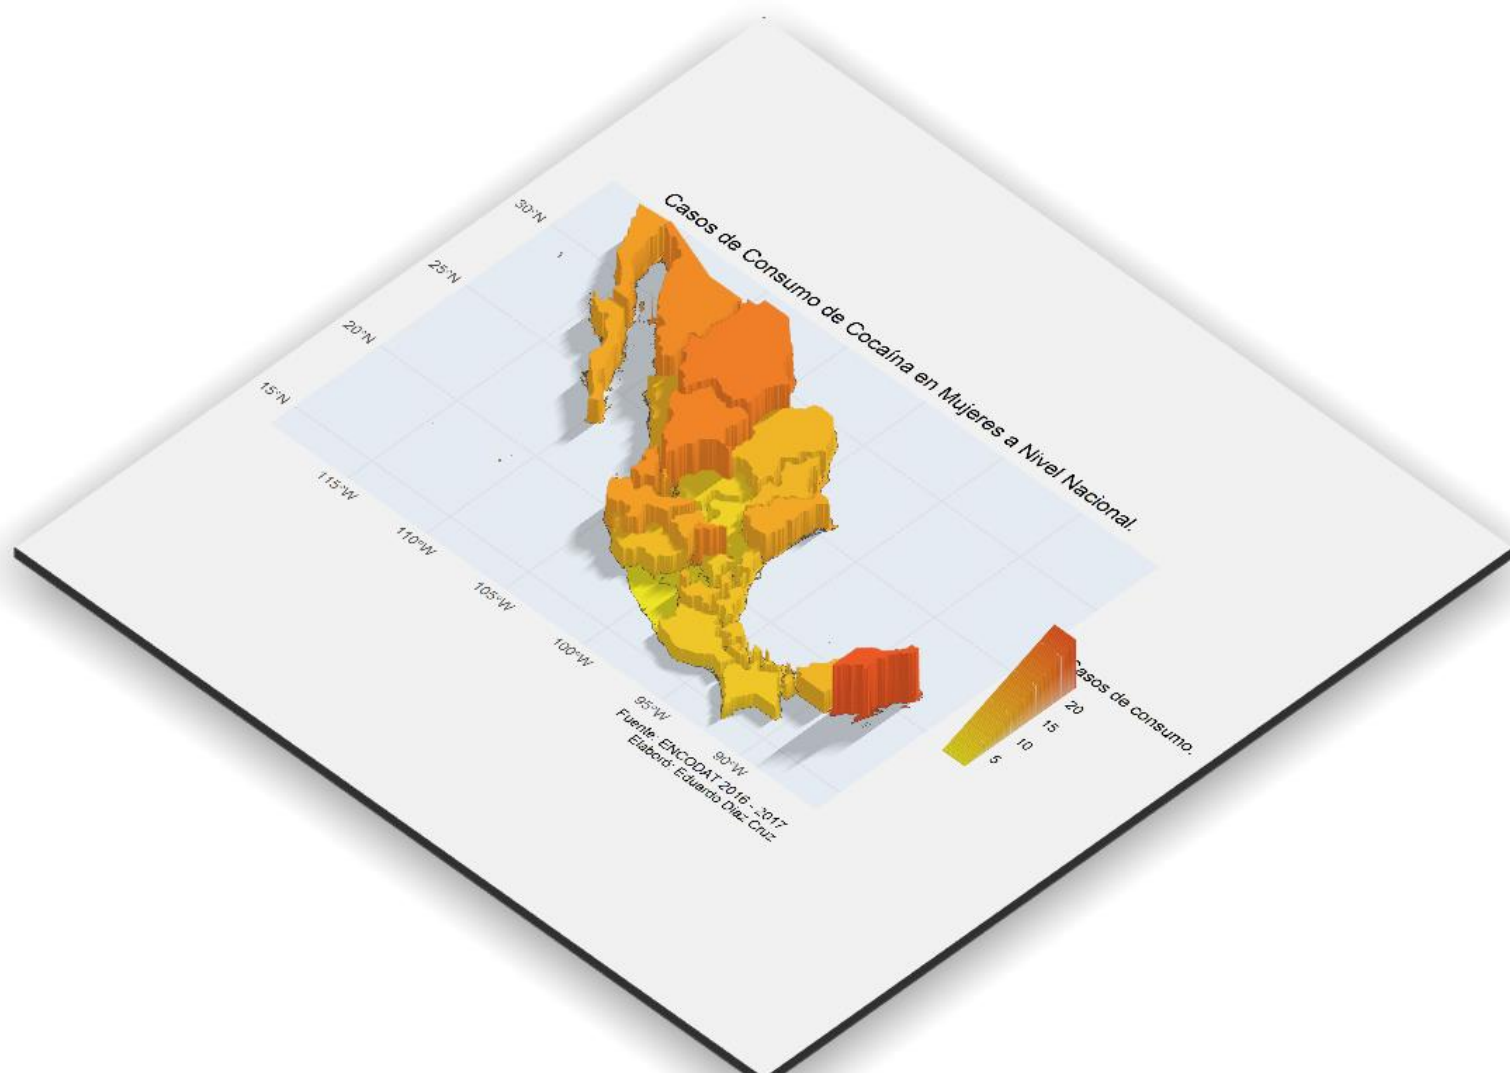 Casos de Consumo de Cocaína en Mujeres a Nivel Nacional.
30°N
25°N
20°N
15°N
115°W
110°W
105°W
100°W
95°W
90°W
Casos de consumo.
20
15
10
5
Fuente: ENCODAT 2016 - 2017
Elaboró: Eduardo Díaz Cruz